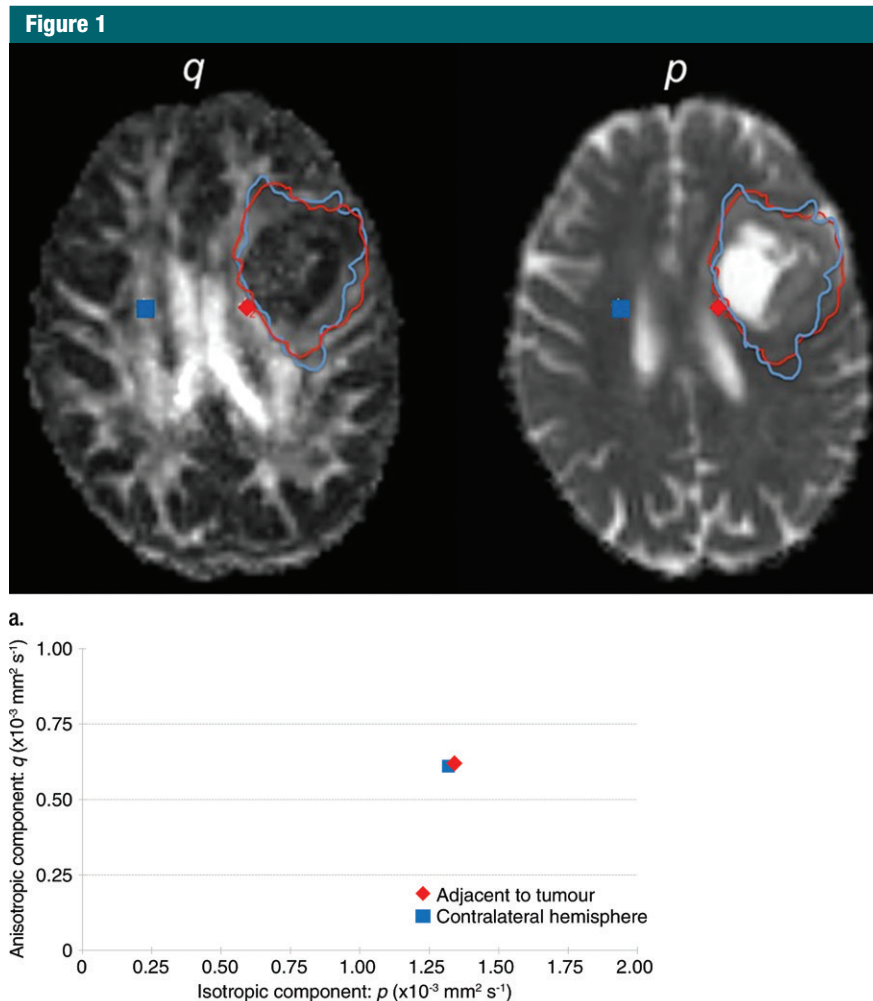 Figure 1
q p
a.
1.00
0.75
0.50
0.25
0
Anisotropic component: q (x10⁻³ mm² s⁻¹)
Adjacent to tumour
Contralateral hemisphere
0 0.25 0.50 0.75 1.00 1.25 1.50 1.75 2.00
Isotropic component: p (x10⁻³ mm² s⁻¹)